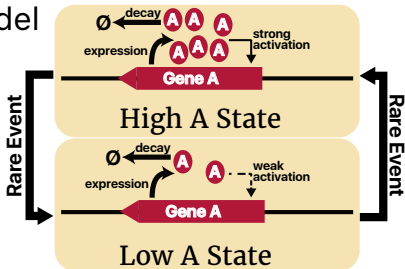 del
Ø
decay
A A A
A A A A
expression
strong
activation
Gene A
High A State
Rare Event
Rare Event
Ø
decay
A
A
expression
weak
activation
Gene A
Low A State